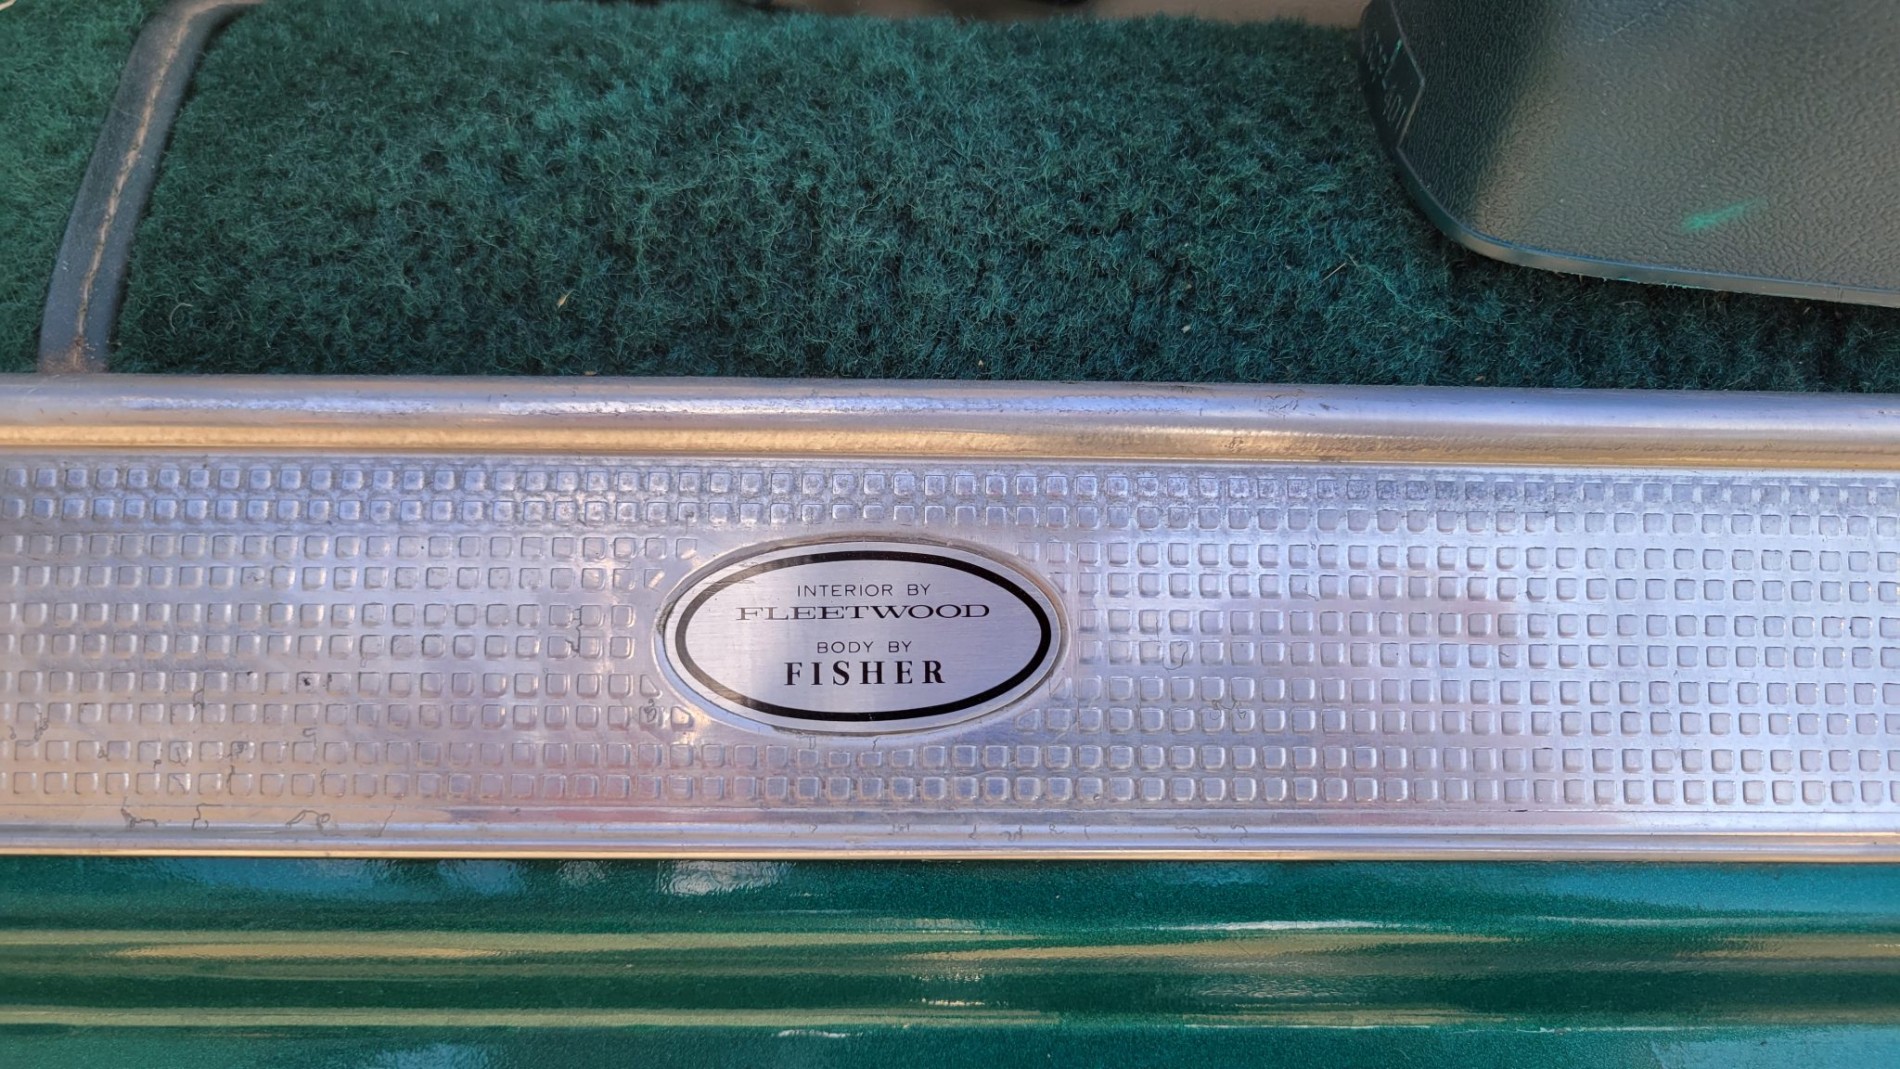 INTERIOR BY
FLEETWOOD
BODY BY
FISHER